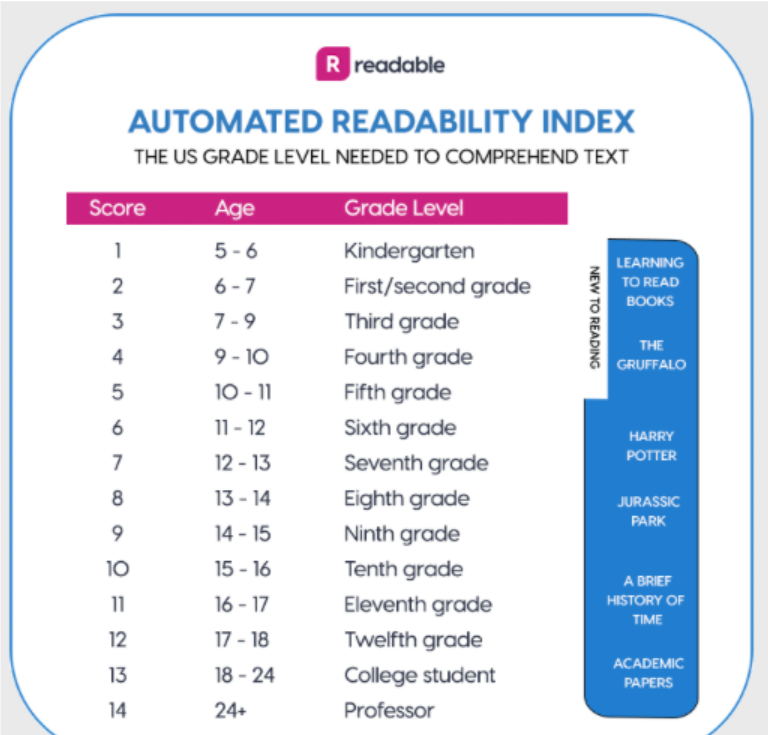 R readable
AUTOMATED READABILITY INDEX
THE US GRADE LEVEL NEEDED TO COMPREHEND TEXT
Score Age Grade Level
1 5 - 6 Kindergarten
2 6 - 7 First/second grade
3 7 - 9 Third grade
4 9 - 10 Fourth grade
5 10 - 11 Fifth grade
6 11 - 12 Sixth grade
7 12 - 13 Seventh grade
8 13 - 14 Eighth grade
9 14 - 15 Ninth grade
10 15 - 16 Tenth grade
11 16 - 17 Eleventh grade
12 17 - 18 Twelfth grade
13 18 - 24 College student
14 24+ Professor
NEW TO READING
LEARNING
TO READ
BOOKS
THE
GRUFFALO
HARRY
POTTER
JURASSIC
PARK
A BRIEF
HISTORY OF
TIME
ACADEMIC
PAPERS